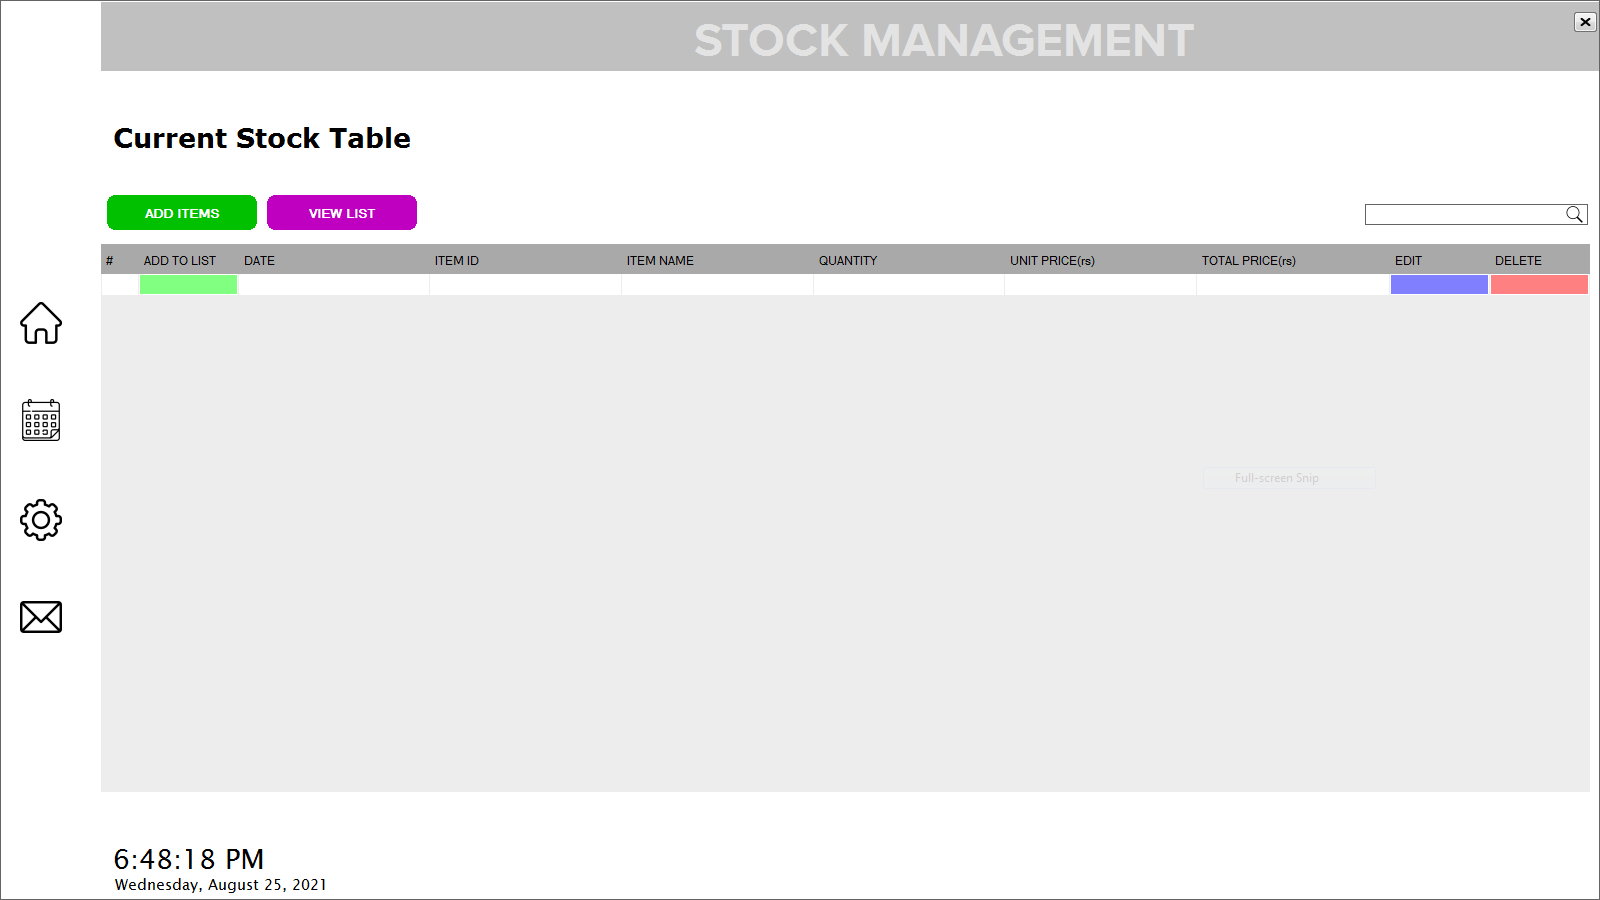 STOCK MANAGEMENT
Current Stock Table
ADD ITEMS VIEW LIST
# ADD TO LIST DATE ITEM ID ITEM NAME QUANTITY UNIT PRICE(rs) TOTAL PRICE(rs) EDIT DELETE
Full-screen Snip
6:48:18 PM
Wednesday, August 25, 2021